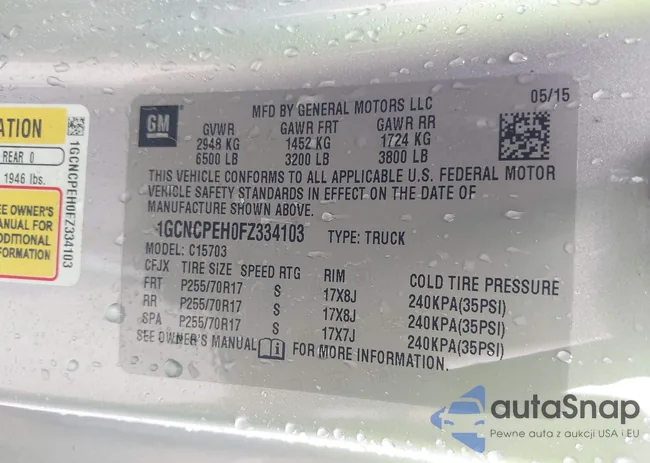 ATION
REAR 0
1946 lbs.
EE OWNER'S
MANUAL FOR
ADDITIONAL
FORMATION
1GCNCPEH0FZ334103
GM
MFD BY GENERAL MOTORS LLC
05/15
GVWR GAWR FRT GAWR RR
2948 KG 1452 KG 1724 KG
6500 LB 3200 LB 3800 LB
THIS VEHICLE CONFORMS TO ALL APPLICABLE U.S. FEDERAL MOTOR
VEHICLE SAFETY STANDARDS IN EFFECT ON THE DATE OF
MANUFACTURE SHOWN ABOVE.
1GCNCPEH0FZ334103 TYPE: TRUCK
MODEL: C15703
CFJX TIRE SIZE SPEED RTG RIM COLD TIRE PRESSURE
FRT P255/70R17 S 17X8J 240KPA(35PSI)
RR P255/70R17 S 17X8J 240KPA(35PSI)
SPA P255/70R17 S 17X7J 240KPA(35PSI)
SEE OWNER'S MANUAL i FOR MORE INFORMATION.
autoSnap
Pewne auta z aukcji USA i EU